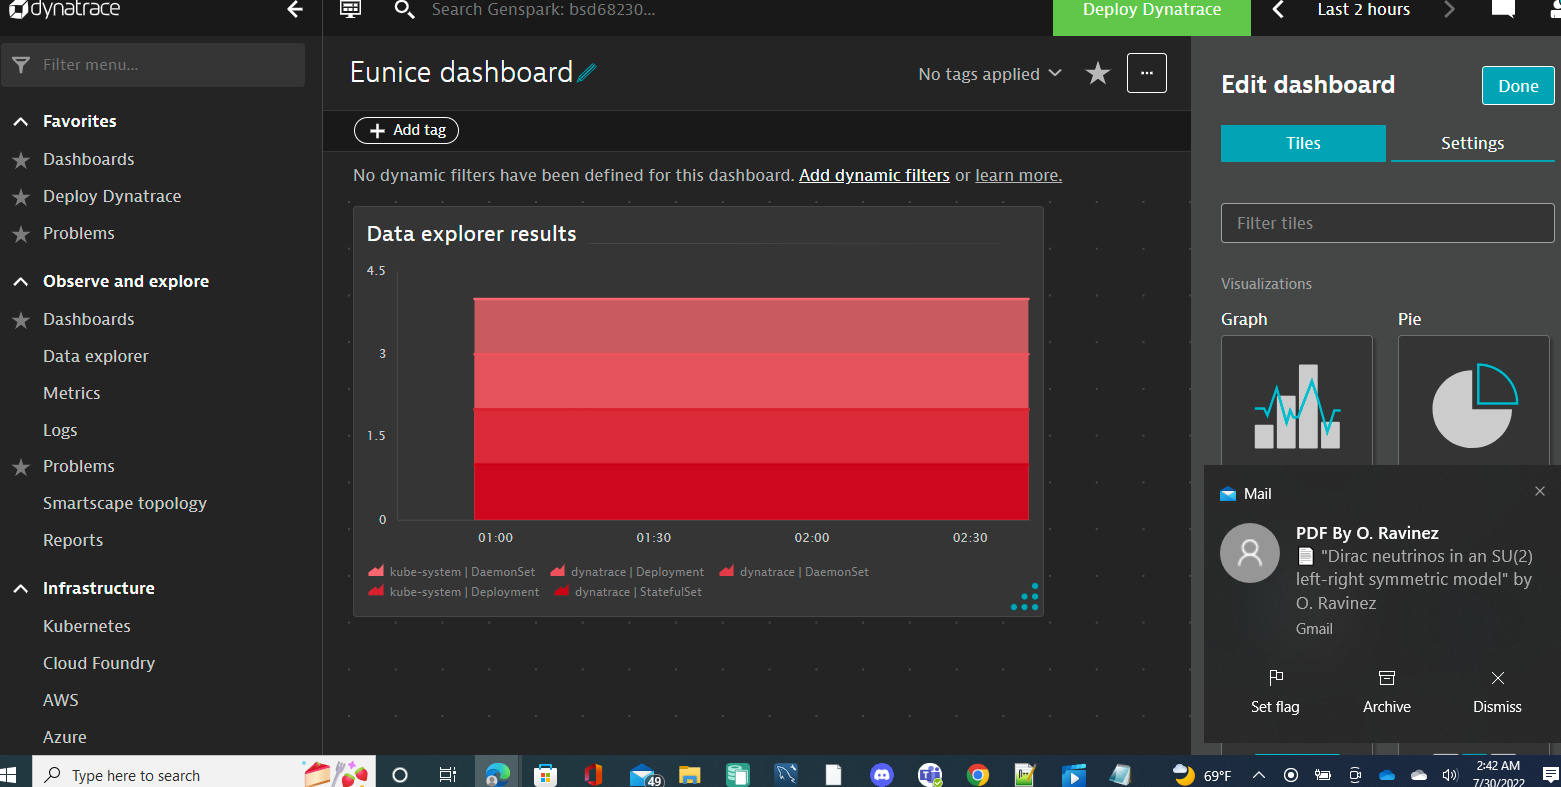 dynatrace
Search Genspark: bsd68230...
Deploy Dynatrace
Last 2 hours
Filter menu...
Favorites
Dashboards
Deploy Dynatrace
Problems
Observe and explore
Dashboards
Data explorer
Metrics
Logs
Problems
Smartscape topology
Reports
Infrastructure
Kubernetes
Cloud Foundry
AWS
Azure
Eunice dashboard
No tags applied
...
Add tag
No dynamic filters have been defined for this dashboard. Add dynamic filters or learn more.
Data explorer results
4.5
3
1.5
0
01:00 01:30 02:00 02:30
kube-system | DaemonSet dynatrace | Deployment dynatrace | DaemonSet
kube-system | Deployment dynatrace | StatefulSet
Edit dashboard
Done
Tiles Settings
Filter tiles
Visualizations
Graph Pie
Mail
PDF By O. Ravinez
"Dirac neutrinos in an SU(2)
left-right symmetric model" by
O. Ravinez
Gmail
Set flag Archive Dismiss
Type here to search
49
69°F
2:42 AM
7/30/2022